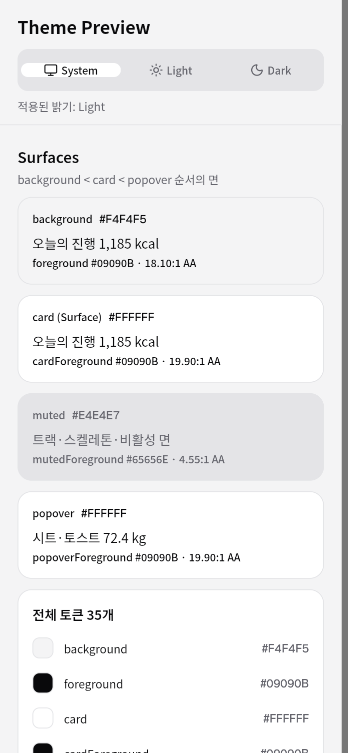 Theme Preview
System
Light
Dark
적용된 밝기: Light
Surfaces
background < card < popover 순서의 면
background #F4F4F5
오늘의 진행 1,185 kcal
foreground #09090B · 18.10:1 AA
card (Surface) #FFFFFF
오늘의 진행 1,185 kcal
cardForeground #09090B · 19.90:1 AA
muted #E4E4E7
트랙·스켈레톤·비활성 면
mutedForeground #65656E · 4.55:1 AA
popover #FFFFFF
시트·토스트 72.4 kg
popoverForeground #09090B · 19.90:1 AA
전체 토큰 35개
background #F4F4F5
foreground #09090B
card #FFFFFF
cardForeground #09090B